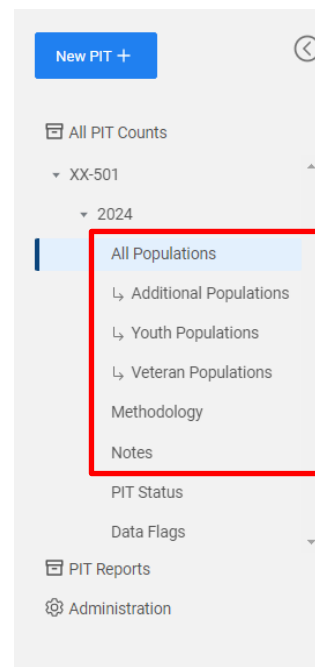 New PIT +
All PIT Counts
XX-501
2024
All Populations
Additional Populations
Youth Populations
Veteran Populations
Methodology
Notes
PIT Status
Data Flags
PIT Reports
Administration